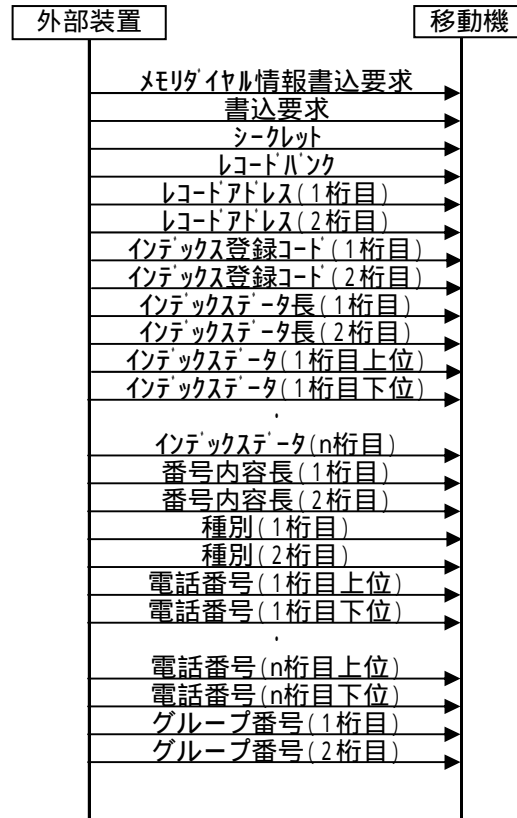 外部装置
移動機
ﾒﾓﾘﾀﾞｲﾔﾙ情報書込要求
書込要求
ｼｰｸﾚｯﾄ
ﾚｺｰﾄﾞﾊﾞﾝｸ
ﾚｺｰﾄﾞｱﾄﾞﾚｽ(1桁目)
ﾚｺｰﾄﾞｱﾄﾞﾚｽ(2桁目)
ｲﾝﾃﾞｯｸｽ登録ｺｰﾄﾞ(1桁目)
ｲﾝﾃﾞｯｸｽ登録ｺｰﾄﾞ(2桁目)
ｲﾝﾃﾞｯｸｽﾃﾞｰﾀ長(1桁目)
ｲﾝﾃﾞｯｸｽﾃﾞｰﾀ長(2桁目)
ｲﾝﾃﾞｯｸｽﾃﾞｰﾀ(1桁目上位)
ｲﾝﾃﾞｯｸｽﾃﾞｰﾀ(1桁目下位)
・
ｲﾝﾃﾞｯｸｽﾃﾞｰﾀ(n桁目)
番号内容長(1桁目)
番号内容長(2桁目)
種別(1桁目)
種別(2桁目)
電話番号(1桁目上位)
電話番号(1桁目下位)
・
電話番号(n桁目上位)
電話番号(n桁目下位)
グループ番号(1桁目)
グループ番号(2桁目)